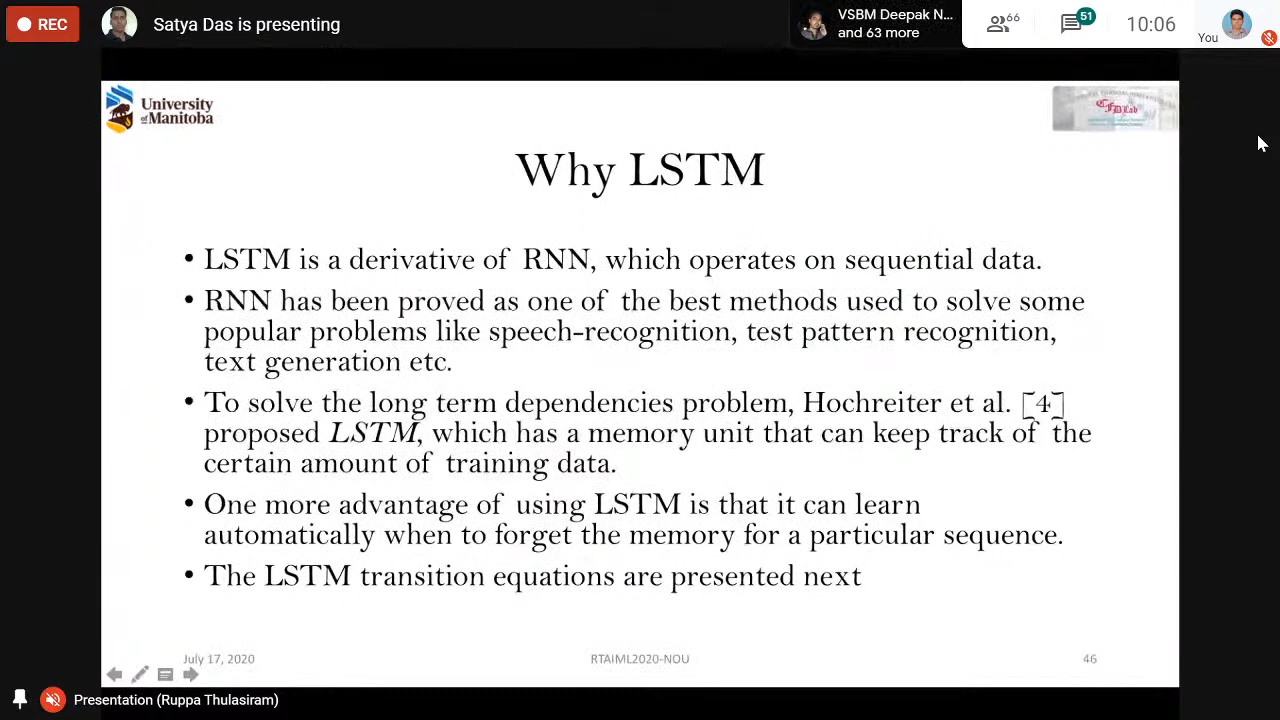 REC
Satya Das is presenting
VSBM Deepak N...
and 63 more
66
51
10:06
You
University
of Manitoba
CFD Lab
Why LSTM
• LSTM is a derivative of RNN, which operates on sequential data.
• RNN has been proved as one of the best methods used to solve some
popular problems like speech-recognition, test pattern recognition,
text generation etc.
• To solve the long term dependencies problem, Hochreiter et al. [4]
proposed LSTM, which has a memory unit that can keep track of the
certain amount of training data.
• One more advantage of using LSTM is that it can learn
automatically when to forget the memory for a particular sequence.
• The LSTM transition equations are presented next
July 17, 2020
RTAIML2020-NOU
46
Presentation (Ruppa Thulasiram)